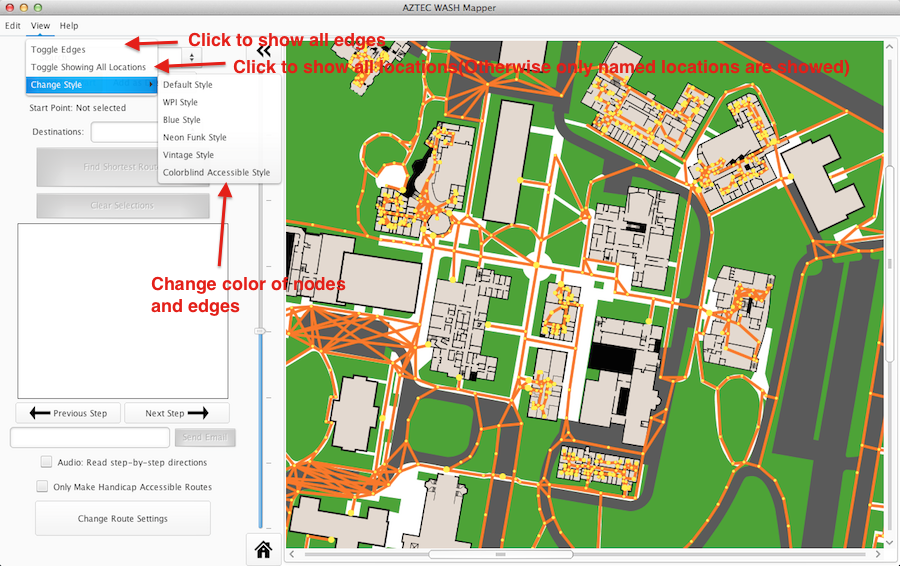 AZTEC WASH Mapper
Edit View Help
Toggle Edges
Click to show all edges
Toggle Showing All Locations
Click to show all locations(Otherwise only named locations are showed)
Change Style
Default Style
WPI Style
Blue Style
Neon Funk Style
Vintage Style
Colorblind Accessible Style
Start Point: Not selected
Destinations:
Find Shortest Rout
Clear Selections
Change color of nodes
and edges
Previous Step
Next Step
Send Email
Audio: Read step-by-step directions
Only Make Handicap Accessible Routes
Change Route Settings